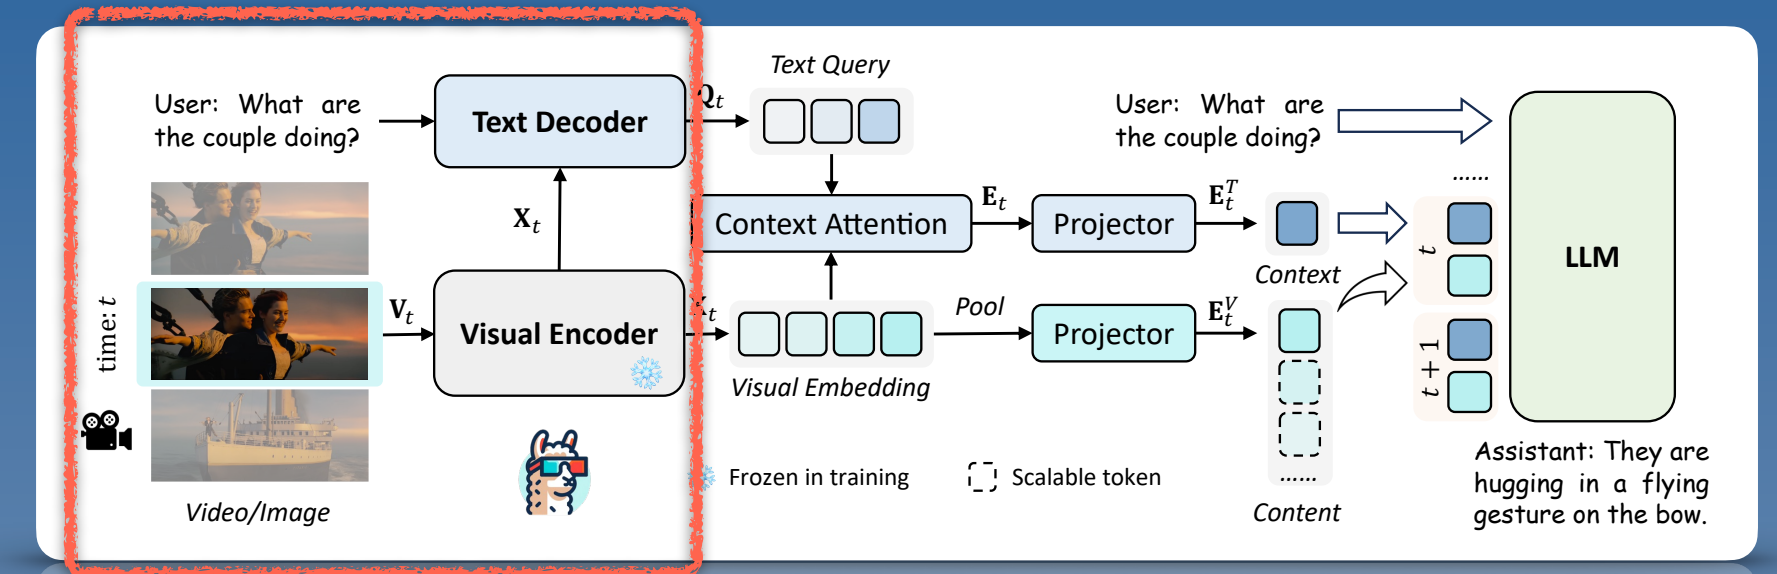 Text Query
User: What are
the couple doing?
Text Decoder
Q_t
User: What are
the couple doing?
......
X_t
Context Attention
E_t
Projector
E_t^T
Context
t
LLM
time: t
V_t
Visual Encoder
X_t
Visual Embedding
Pool
Projector
E_t^V
t + 1
Frozen in training
Scalable token
......
Content
Video/Image
Assistant: They are
hugging in a flying
gesture on the bow.